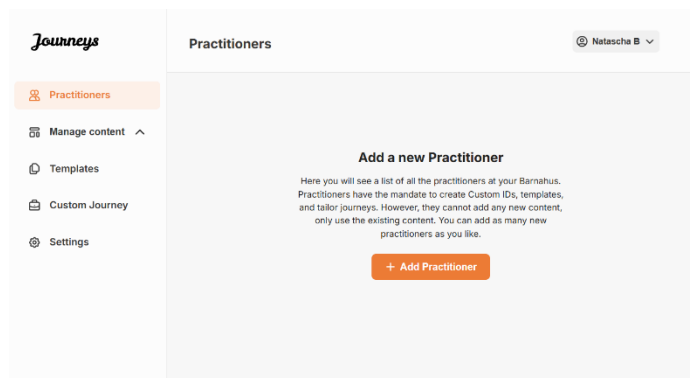 Journeys
Practitioners
Natascha B
Practitioners
Manage content
Templates
Custom Journey
Settings
Add a new Practitioner
Here you will see a list of all the practitioners at your Barnahus.
Practitioners have the mandate to create Custom IDs, templates,
and tailor journeys. However, they cannot add any new content,
only use the existing content. You can add as many new
practitioners as you like.
+ Add Practitioner